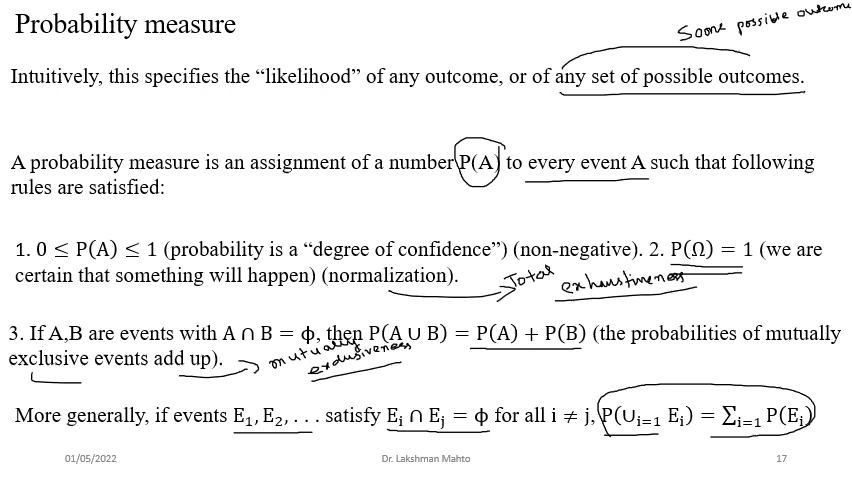 Probability measure
Some possible outcome
Intuitively, this specifies the “likelihood” of any outcome, or of any set of possible outcomes.
A probability measure is an assignment of a number P(A) to every event A such that following
rules are satisfied:
1. 0 ≤ P(A) ≤ 1 (probability is a “degree of confidence”) (non-negative). 2. P(Ω) = 1 (we are
certain that something will happen) (normalization).
Total
exhaustiveness
3. If A,B are events with A ∩ B = ϕ, then P(A ∪ B) = P(A) + P(B) (the probabilities of mutually
exclusive events add up).
mutually
exclusiveness
More generally, if events E₁, E₂, . . . satisfy Eᵢ ∩ Eⱼ = ϕ for all i ≠ j, P(∪ᵢ₌₁ Eᵢ) = ∑ᵢ₌₁ P(Eᵢ)
01/05/2022
Dr. Lakshman Mahto
17